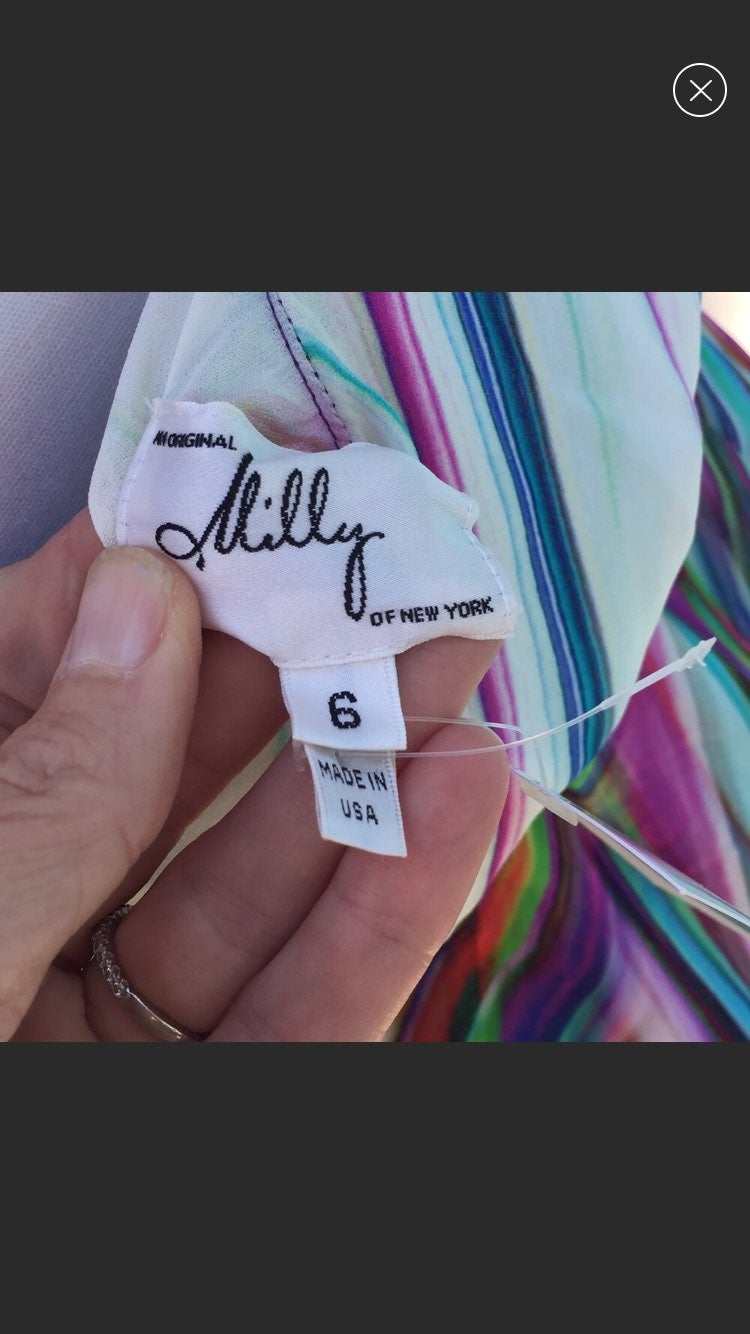 AN ORIGINAL
Milly
OF NEW YORK
6
MADE IN
USA